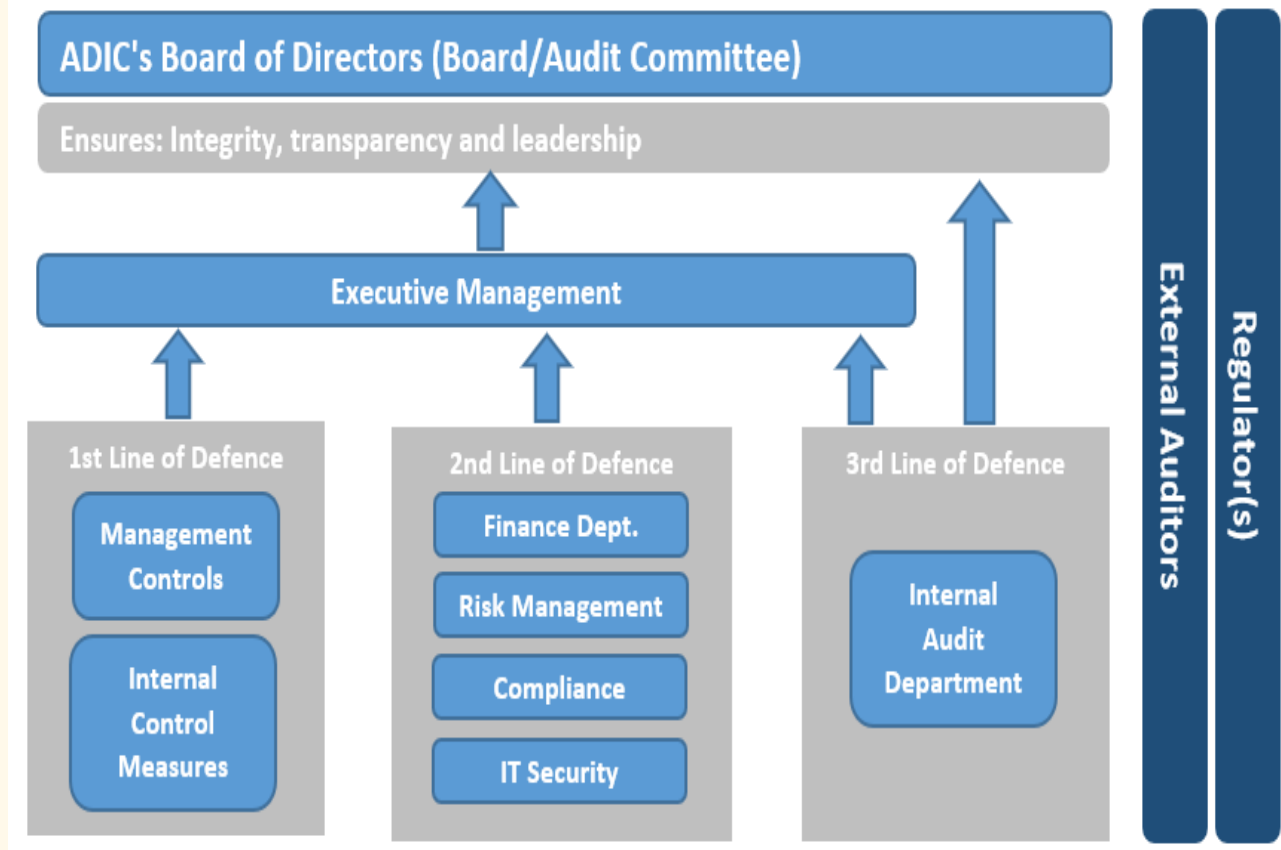 ADIC's Board of Directors (Board/Audit Committee)
Ensures: Integrity, transparency and leadership
Executive Management
1st Line of Defence
Management
Controls
Internal
Control
Measures
2nd Line of Defence
Finance Dept.
Risk Management
Compliance
IT Security
3rd Line of Defence
Internal
Audit
Department
External Auditors
Regulator(s)